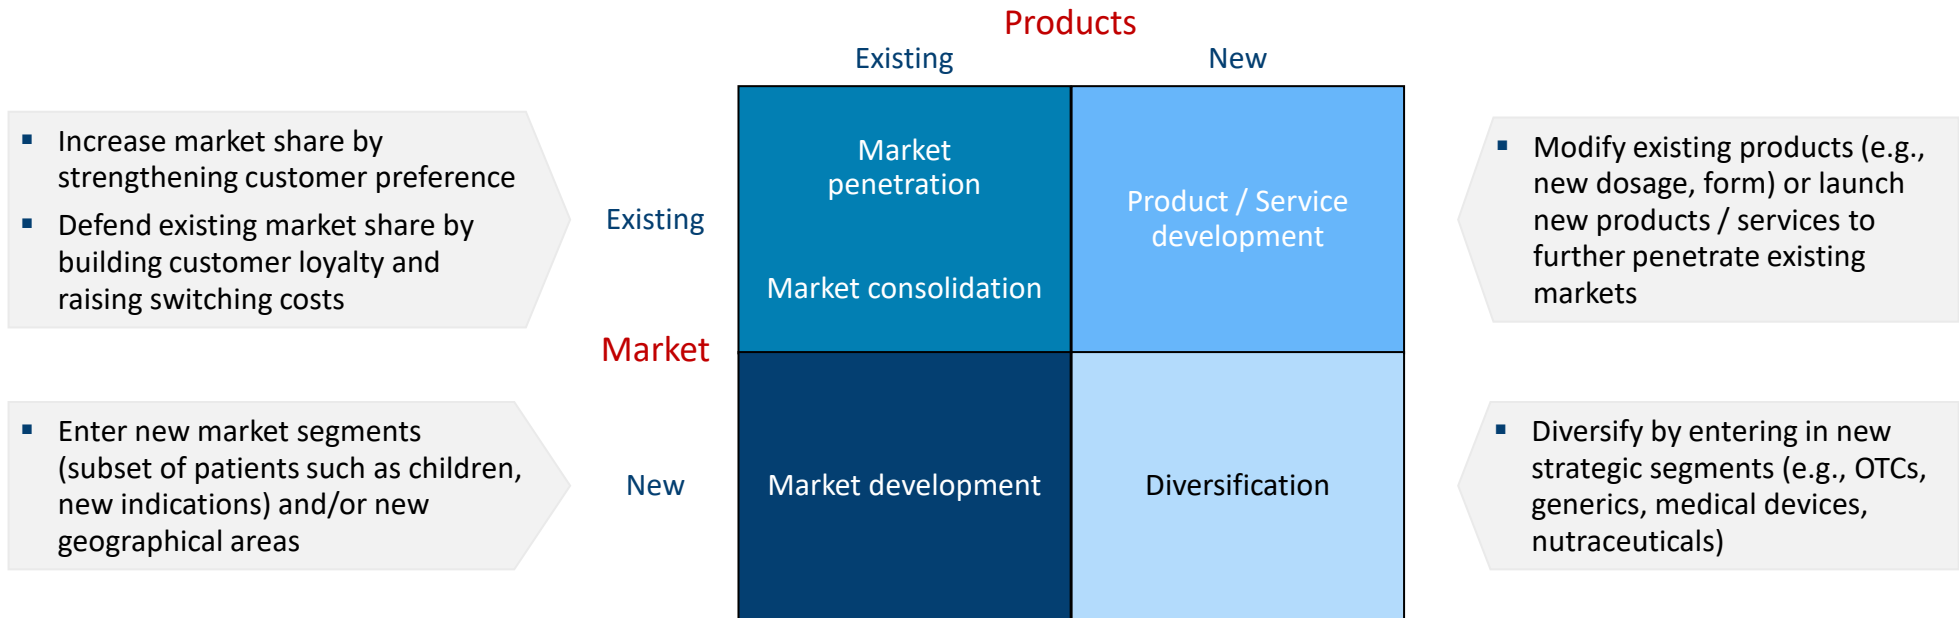 Products
Existing
New
▪ Increase market share by
strengthening customer preference
▪ Defend existing market share by
building customer loyalty and
raising switching costs
Existing
Market
penetration
Market consolidation
Product / Service
development
▪ Modify existing products (e.g.,
new dosage, form) or launch
new products / services to
further penetrate existing
markets
Market
▪ Enter new market segments
(subset of patients such as children,
new indications) and/or new
geographical areas
New
Market development
Diversification
▪ Diversify by entering in new
strategic segments (e.g., OTCs,
generics, medical devices,
nutraceuticals)